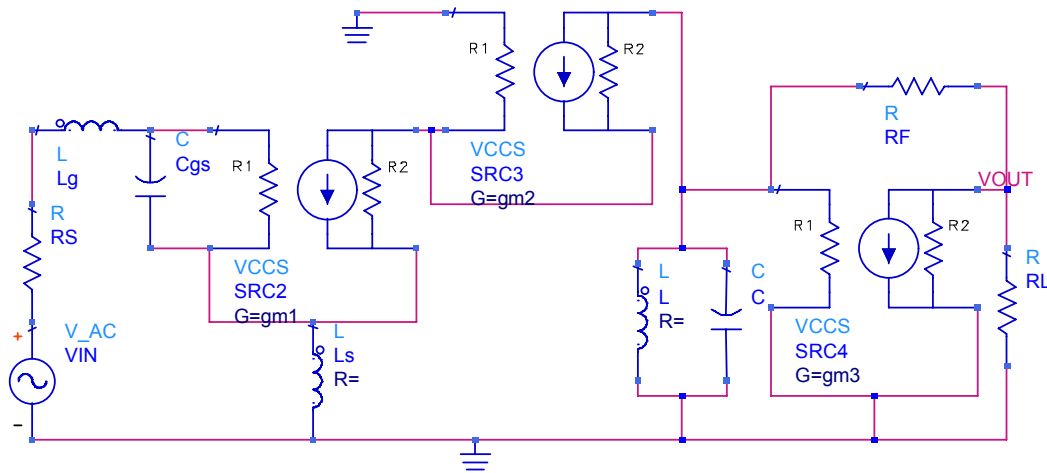 R1
R2
R
RF
L
Lg
C
Cgs
R1
R2
VCCS
SRC3
G=gm2
VOUT
R
RS
R1
R2
VCCS
SRC2
G=gm1
L
L
R=
C
C
R
RL
+
V_AC
VIN
-
L
Ls
R=
VCCS
SRC4
G=gm3